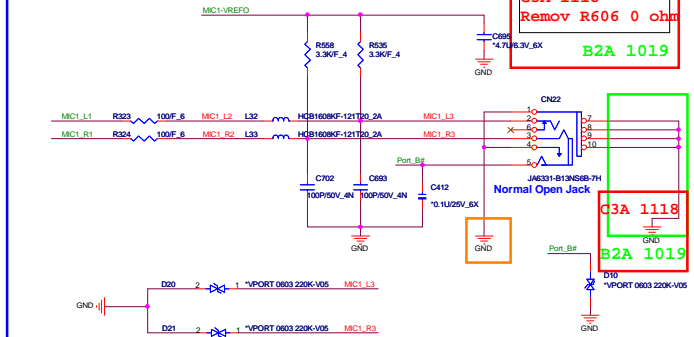 C3A 1118
Remov R606 0 ohm
B2A 1019
MIC1-VREFO
R558
3.3K/F_4
R535
3.3K/F_4
C695
*4.7U/6.3V_6X
GND
MIC1_L1 R323 100/F_6 MIC1_L2 L32 HCB1608KF-121T20_2A MIC1_L3
MIC1_R1 R324 100/F_6 MIC1_R2 L33 HCB1608KF-121T20_2A MIC1_R3
CN22
1
2
6
3
4
5
7
8
9
10
Port_B#
JA6331-B13NS6B-7H
Normal Open Jack
C702
100P/50V_4N
C693
100P/50V_4N
C412
*0.1U/25V_6X
GND
GND
C3A 1118
GND
B2A 1019
Port_B#
D10
*VPORT 0603 220K-V05
GND
D20 2 1 *VPORT 0603 220K-V05 MIC1_L3
GND
D21 2 1 *VPORT 0603 220K-V05 MIC1_R3